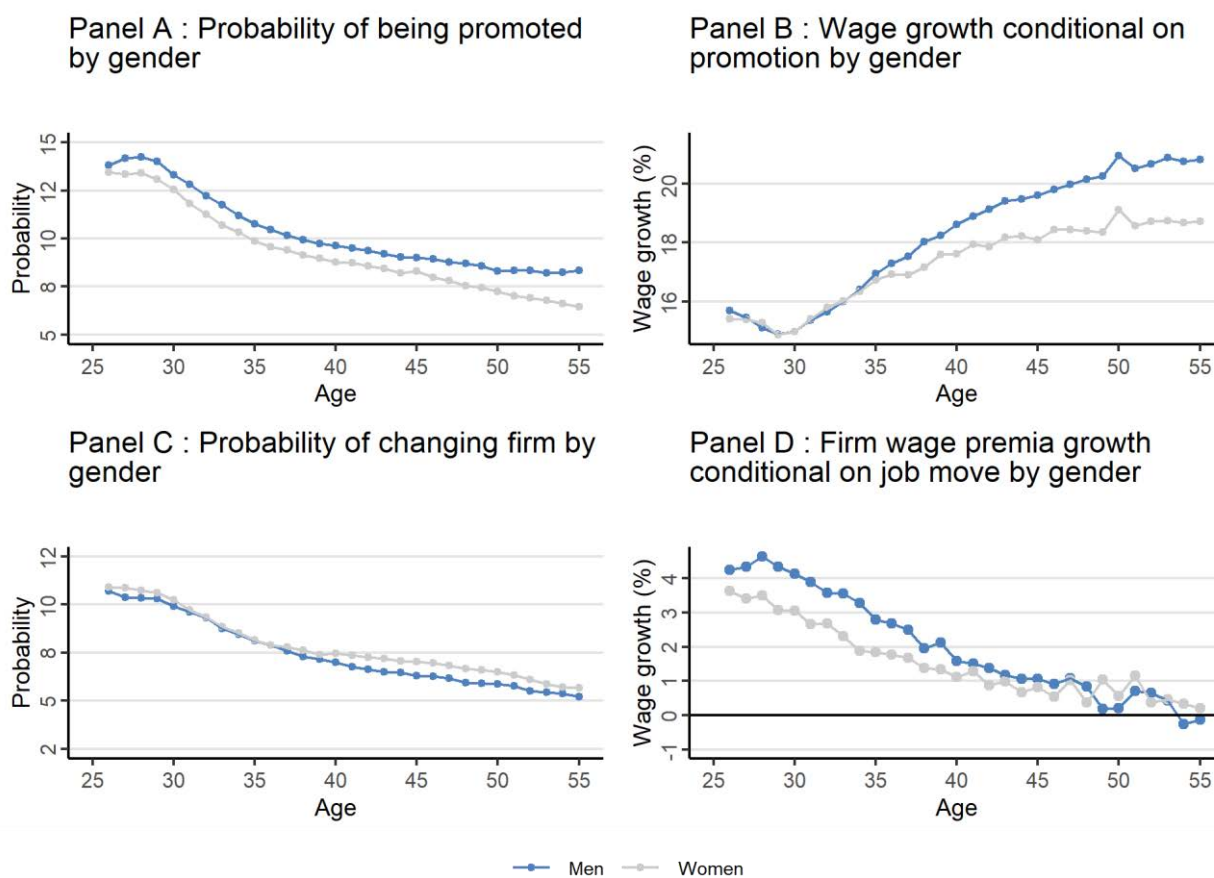 Panel A : Probability of being promoted
by gender
Probability
15
12
10
8
5
25 30 35 40 45 50 55
Age
Panel B : Wage growth conditional on
promotion by gender
Wage growth (%)
20
18
16
25 30 35 40 45 50 55
Age
Panel C : Probability of changing firm by
gender
Probability
12
10
8
5
2
25 30 35 40 45 50 55
Age
Panel D : Firm wage premia growth
conditional on job move by gender
Wage growth (%)
4
3
2
1
0
-1
25 30 35 40 45 50 55
Age
Men Women